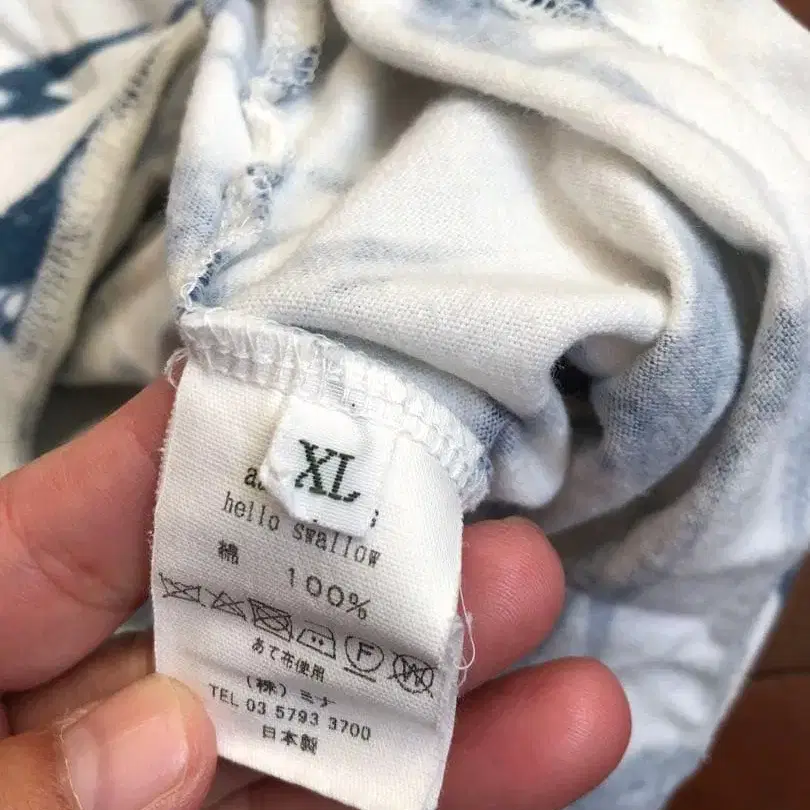 XL
hello swallow
綿 100%
F W
あて布使用
(株)ミナ
TEL 03 5793 3700
日本製